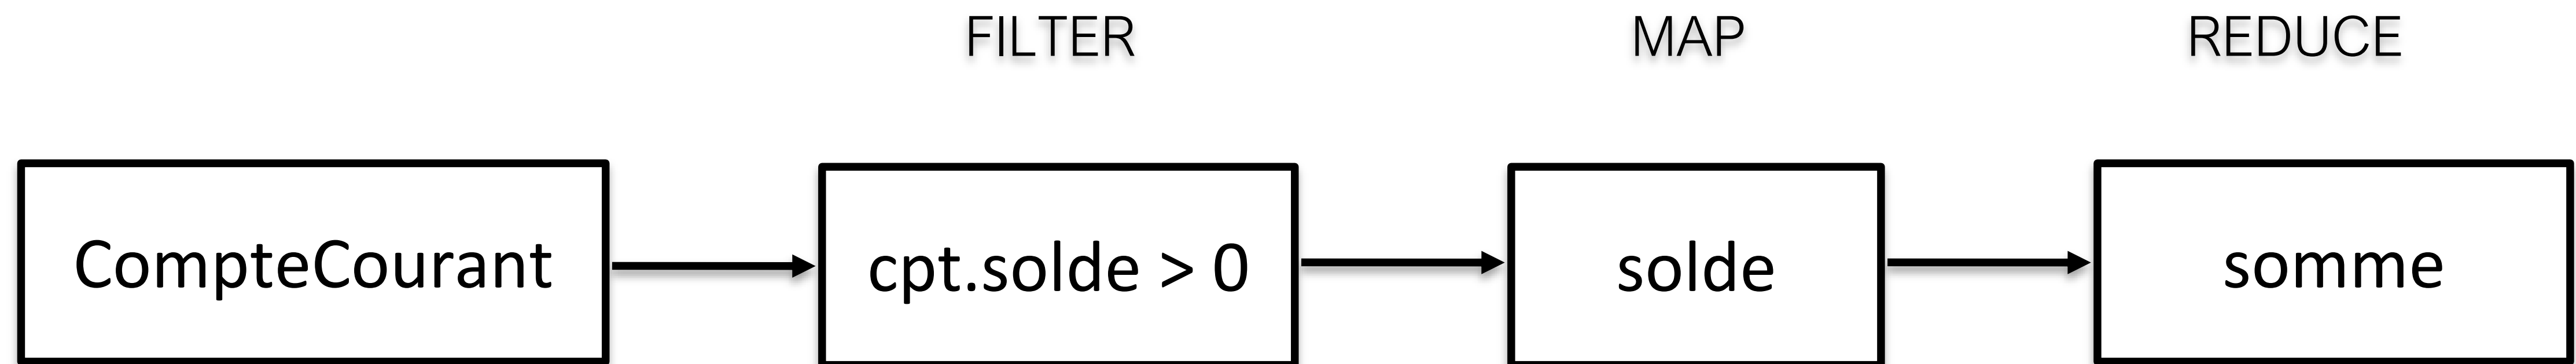 FILTER
MAP
REDUCE
CompteCourant
cpt.solde > 0
solde
somme